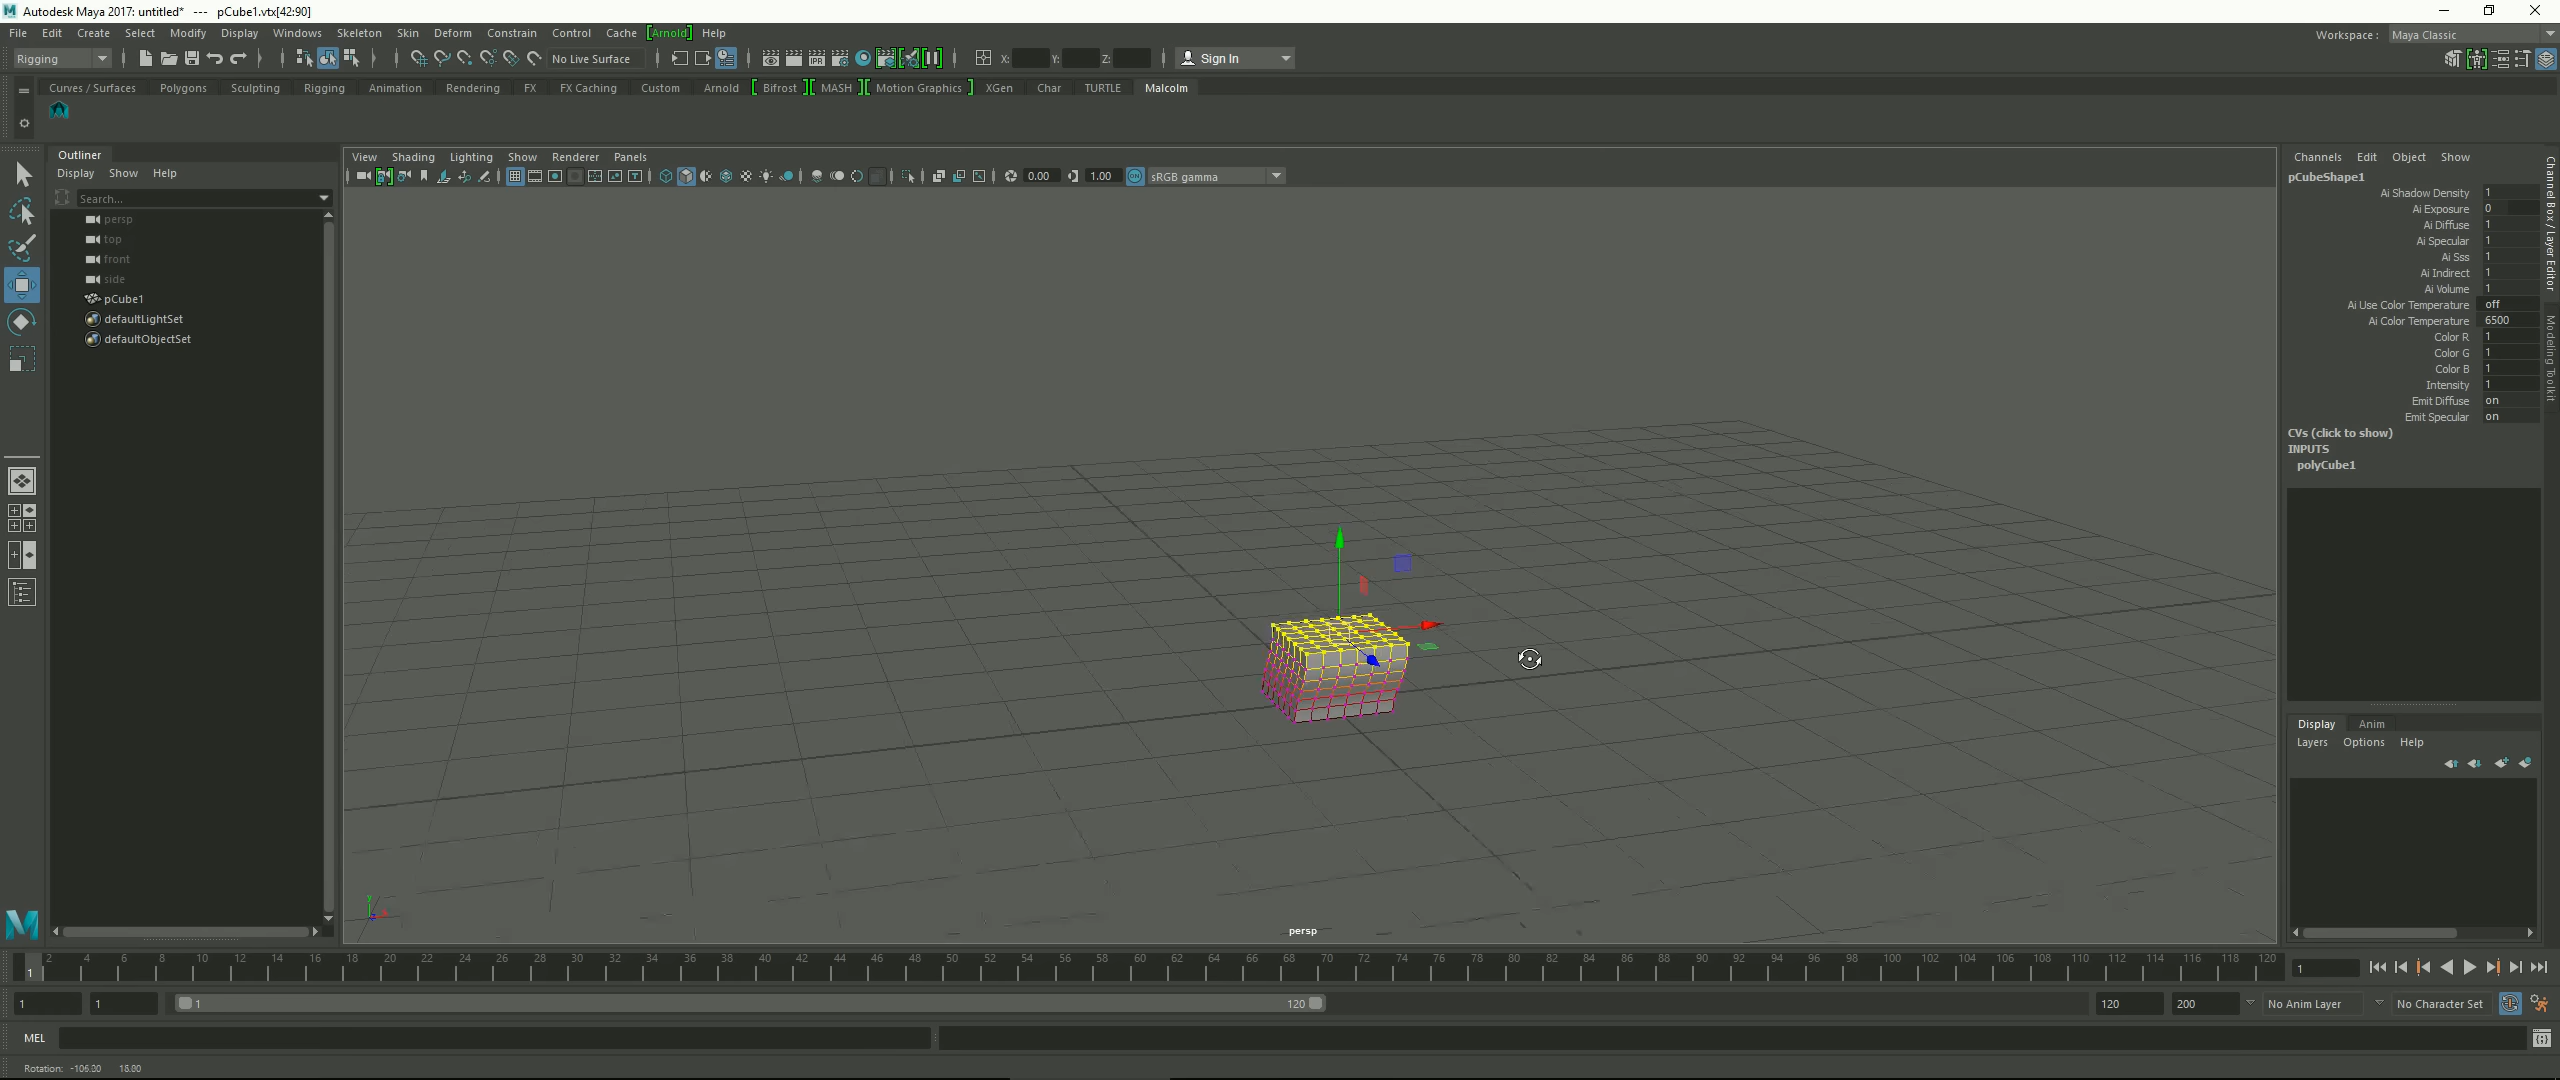 Autodesk Maya 2017: untitled* --- pCube1.vtx[42:90]
File Edit Create Select Modify Display Windows Skeleton Skin Deform Constrain Control Cache [Arnold] Help
Workspace : Maya Classic
Rigging No Live Surface IPR X: Y: Z: Sign In
Curves / Surfaces Polygons Sculpting Rigging Animation Rendering FX FX Caching Custom Arnold [ Bifrost ][ MASH ][ Motion Graphics ] XGen Char TURTLE Malcolm
Outliner
Display Show Help
Search...
persp
top
front
side
pCube1
defaultLightSet
defaultObjectSet
View Shading Lighting Show Renderer Panels
0.00 1.00 ON sRGB gamma
persp
Channels Edit Object Show
pCubeShape1
Ai Shadow Density 1
Ai Exposure 0
Ai Diffuse 1
Ai Specular 1
Ai Sss 1
Ai Indirect 1
Ai Volume 1
Ai Use Color Temperature off
Ai Color Temperature 6500
Color R 1
Color G 1
Color B 1
Intensity 1
Emit Diffuse on
Emit Specular on
CVs (click to show)
INPUTS
polyCube1
Channel Box / Layer Editor
Modeling Toolkit
Display Anim
Layers Options Help
1 2 4 6 8 10 12 14 16 18 20 22 24 26 28 30 32 34 36 38 40 42 44 46 48 50 52 54 56 58 60 62 64 66 68 70 72 74 76 78 80 82 84 86 88 90 92 94 96 98 100 102 104 106 108 110 112 114 116 118 120 1
1 1 1 120 120 200 No Anim Layer No Character Set
MEL
Rotation: -106.00 18.00